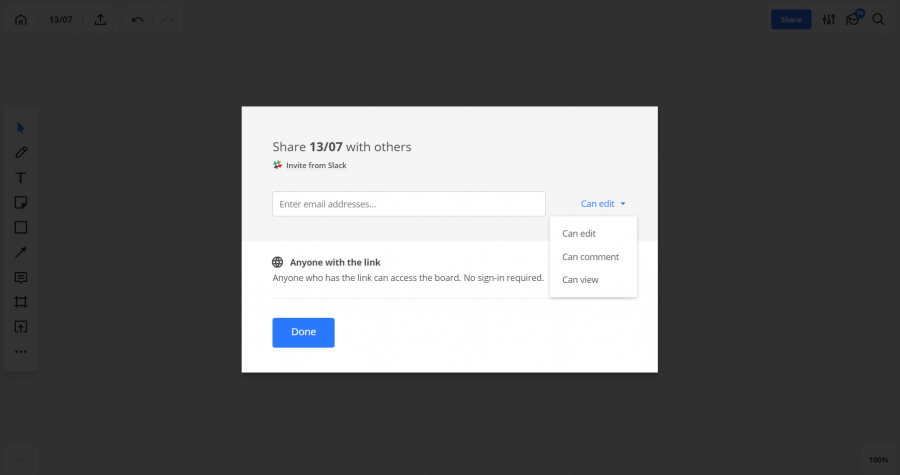 13/07
Share
Share 13/07 with others
Invite from Slack
Enter email addresses...
Can edit
Can edit
Can comment
Can view
Anyone with the link
Anyone who has the link can access the board. No sign-in required.
Done
100%